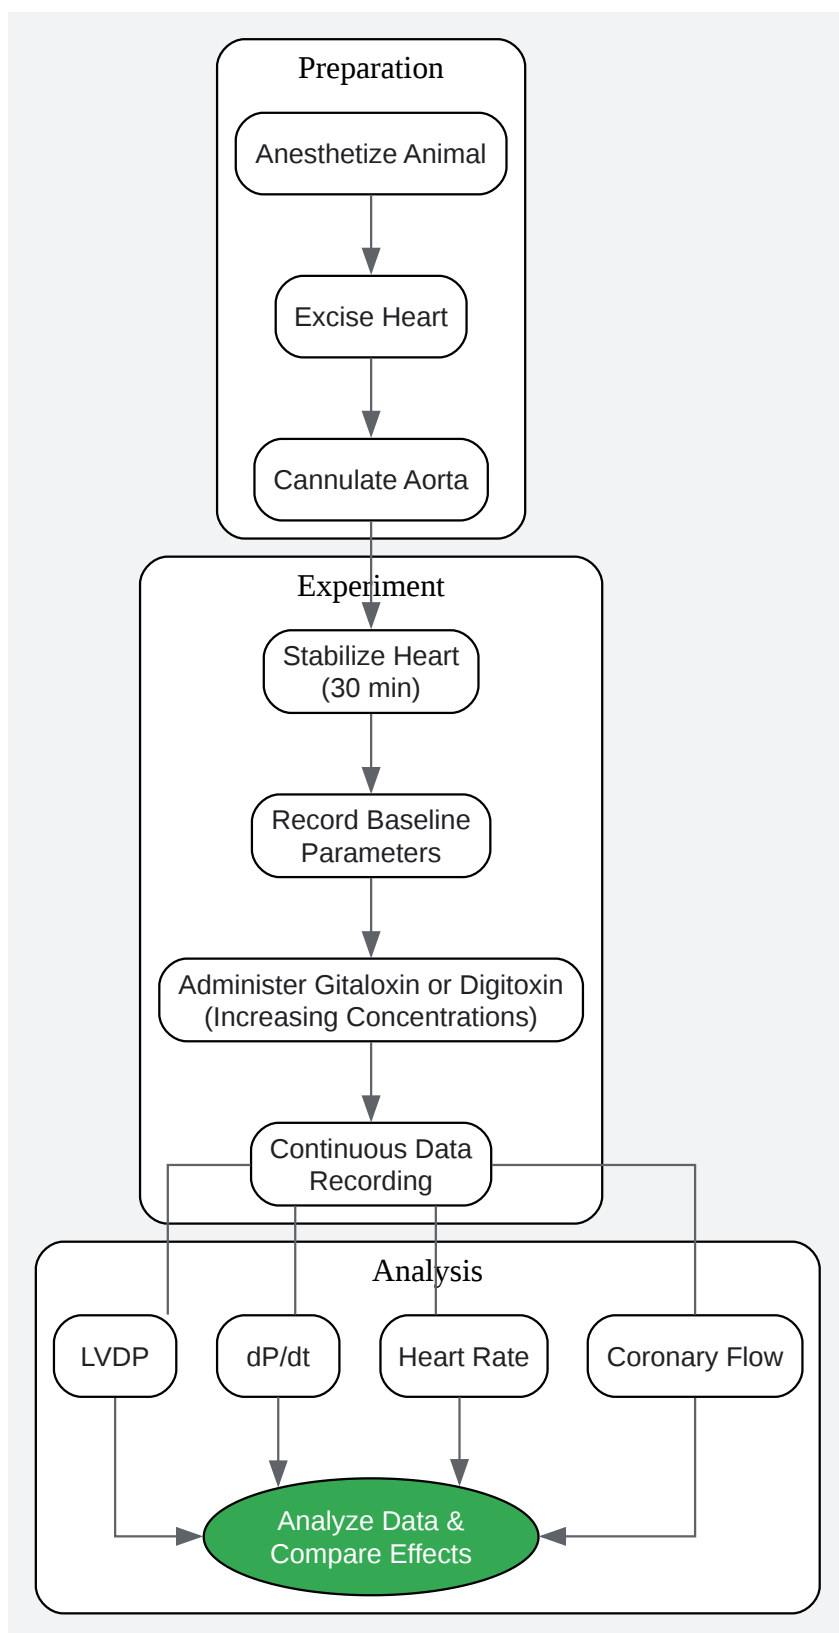 Preparation
Anesthetize Animal
Excise Heart
Cannulate Aorta
Experiment
Stabilize Heart
(30 min)
Record Baseline
Parameters
Administer Gitaloxin or Digitoxin
(Increasing Concentrations)
Continuous Data
Recording
Analysis
LVDP
dP/dt
Heart Rate
Coronary Flow
Analyze Data &
Compare Effects